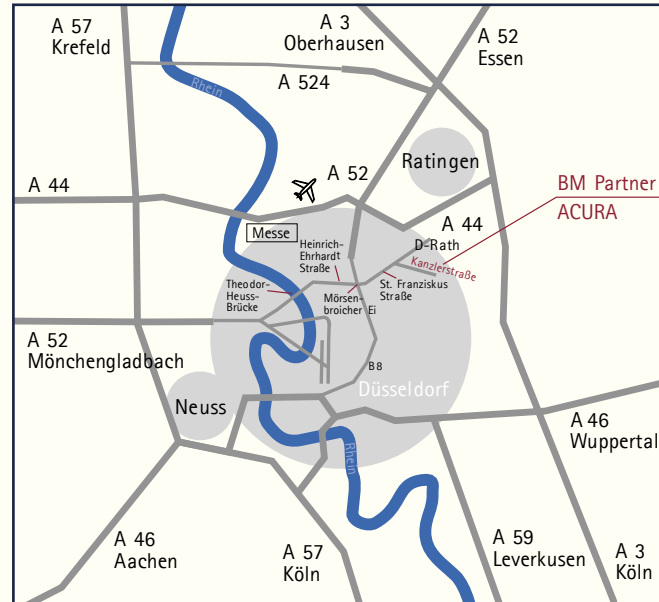 A 57
Krefeld
A 3
Oberhausen
A 52
Essen
Rhein
A 524
Ratingen
A 52
BM Partner
ACURA
A 44
Messe
A 44
D-Rath
Kanzlerstraße
Heinrich-
Ehrhardt
Straße
Theodor-
Heuss-
Brücke
Mörsen-
broicher Ei
St. Franziskus
Straße
A 52
Mönchengladbach
B8
Düsseldorf
Neuss
Rhein
A 46
Wuppertal
A 46
Aachen
A 57
Köln
A 59
Leverkusen
A 3
Köln